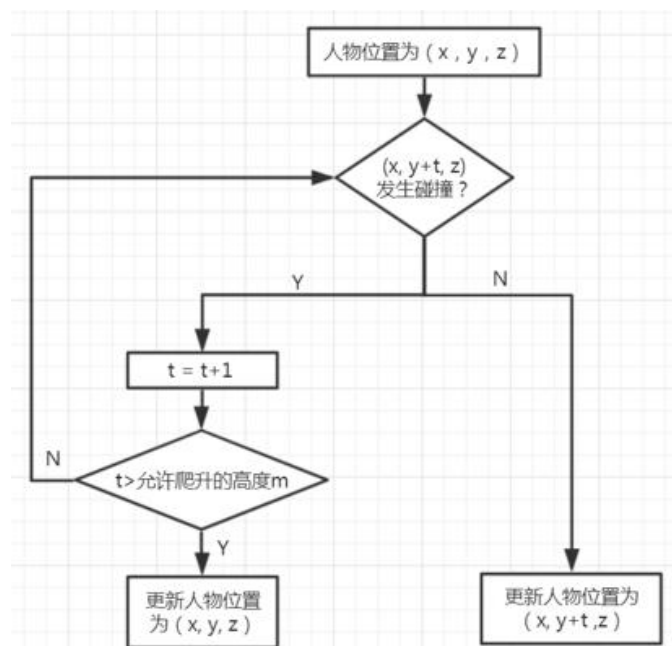 人物位置为 ( x , y , z )
(x, y+t, z)
发生碰撞？
Y
N
t = t+1
N
t>允许爬升的高度m
Y
更新人物位置
为 ( x, y, z )
更新人物位置为
( x, y+t ,z )